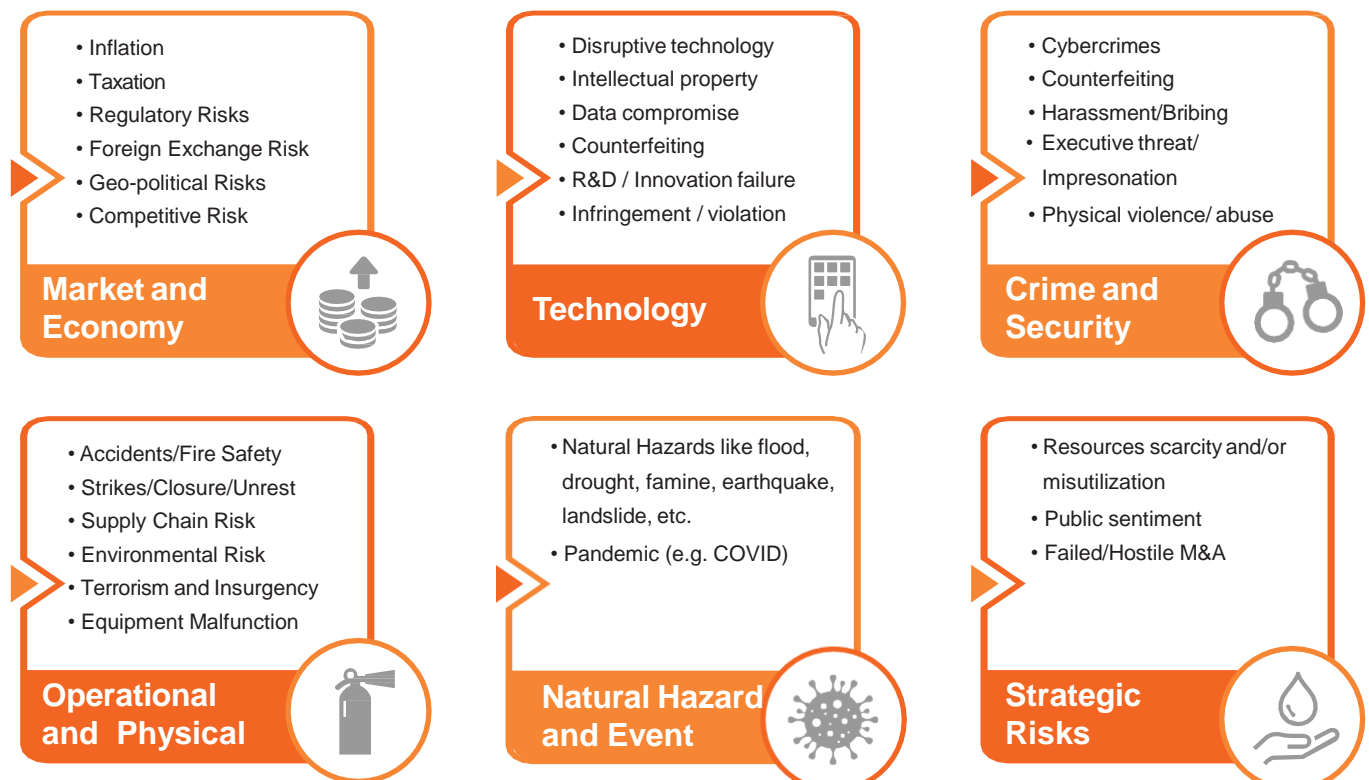 • Inflation
• Taxation
• Regulatory Risks
• Foreign Exchange Risk
• Geo-political Risks
• Competitive Risk
Market and
Economy
• Disruptive technology
• Intellectual property
• Data compromise
• Counterfeiting
• R&D / Innovation failure
• Infringement / violation
Technology
• Cybercrimes
• Counterfeiting
• Harassment/Bribing
• Executive threat/
Impresonation
• Physical violence/ abuse
Crime and
Security
• Accidents/Fire Safety
• Strikes/Closure/Unrest
• Supply Chain Risk
• Environmental Risk
• Terrorism and Insurgency
• Equipment Malfunction
Operational
and Physical
• Natural Hazards like flood,
drought, famine, earthquake,
landslide, etc.
• Pandemic (e.g. COVID)
Natural Hazard
and Event
• Resources scarcity and/or
misutilization
• Public sentiment
• Failed/Hostile M&A
Strategic
Risks